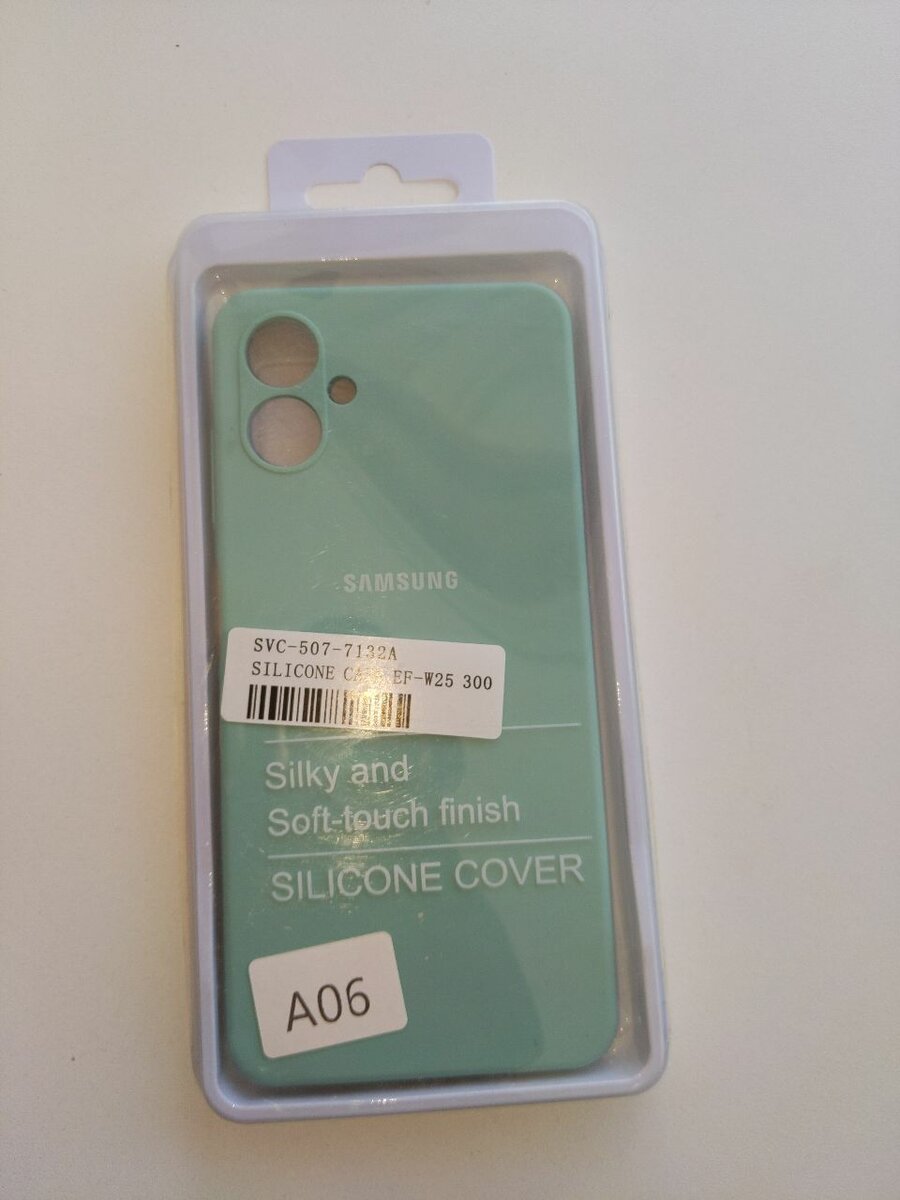 SAMSUNG
SVC-507-7132A
SILICONE EF-W25 300
Silky and
Soft-touch finish
SILICONE COVER
A06